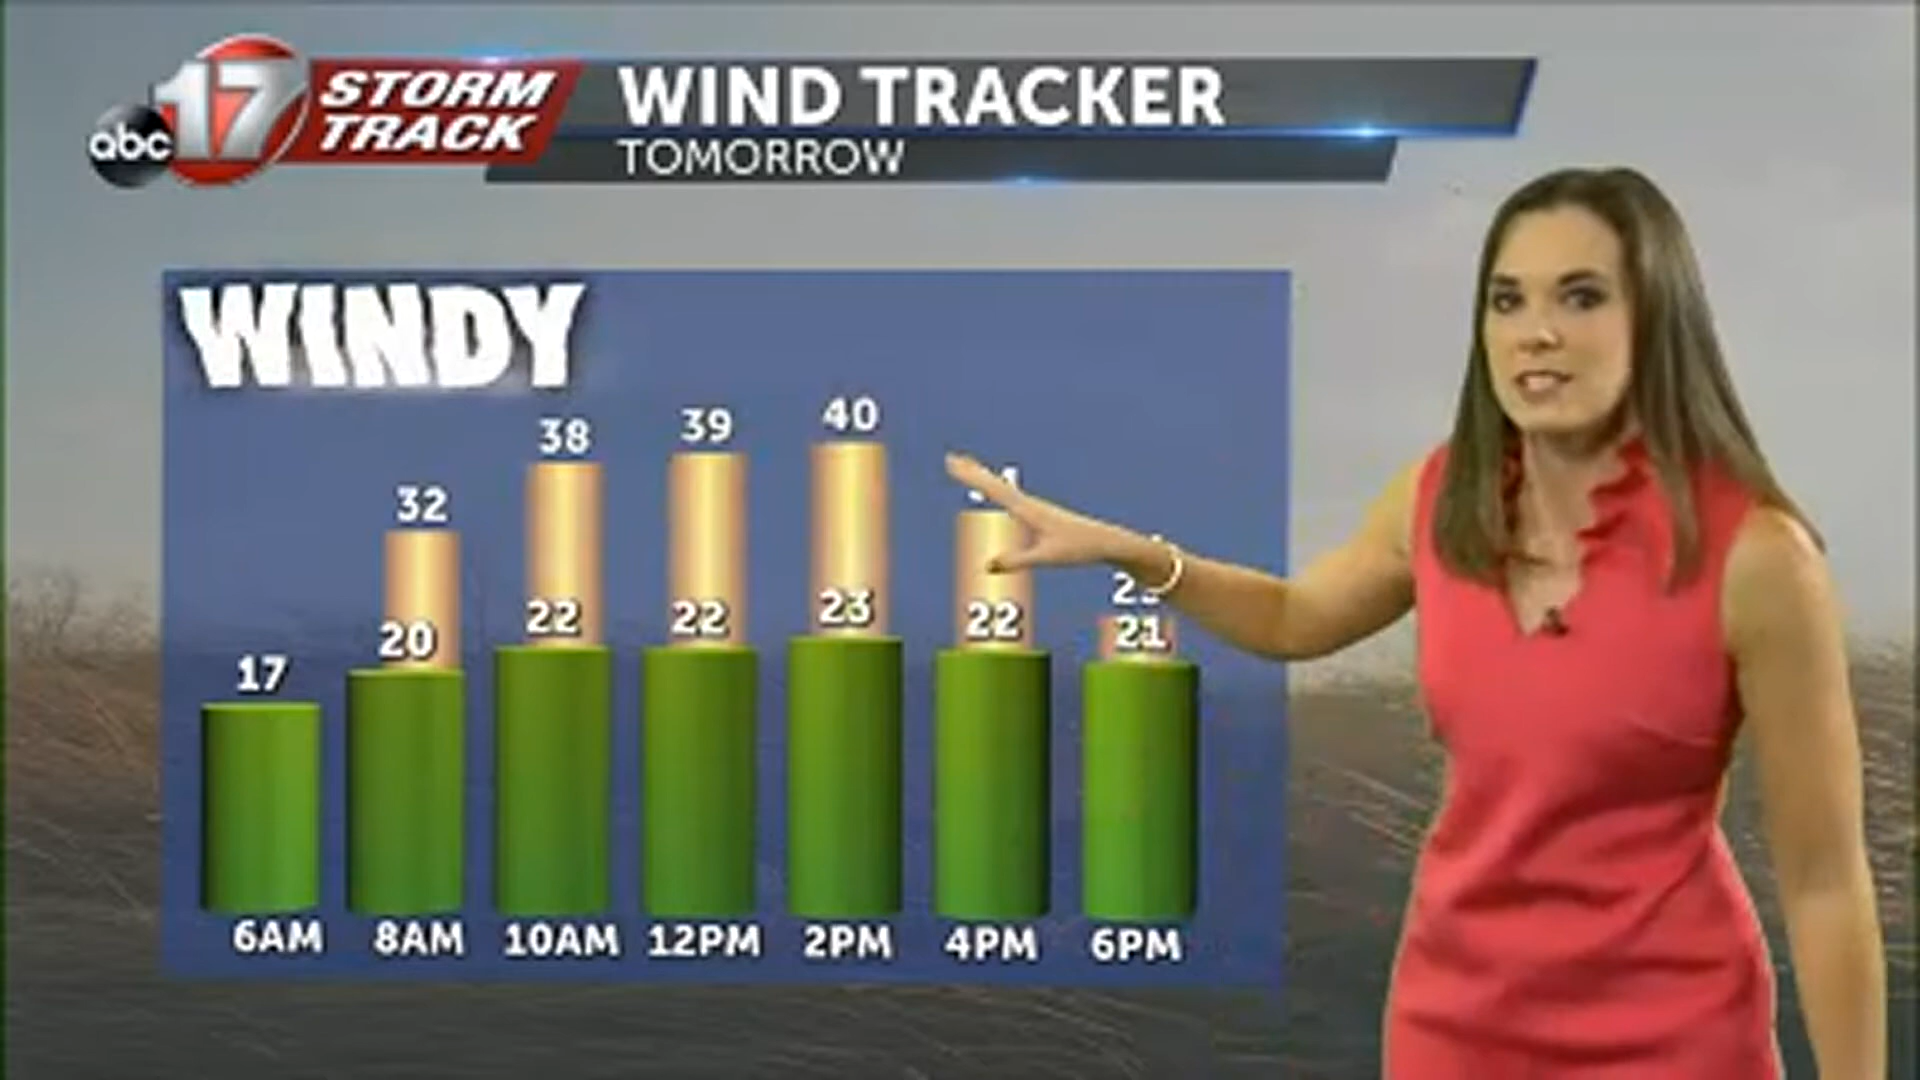 abc 17 STORM TRACK
WIND TRACKER
TOMORROW
WINDY
17
32
20
38
22
39
22
40
23
22
21
6AM 8AM 10AM 12PM 2PM 4PM 6PM